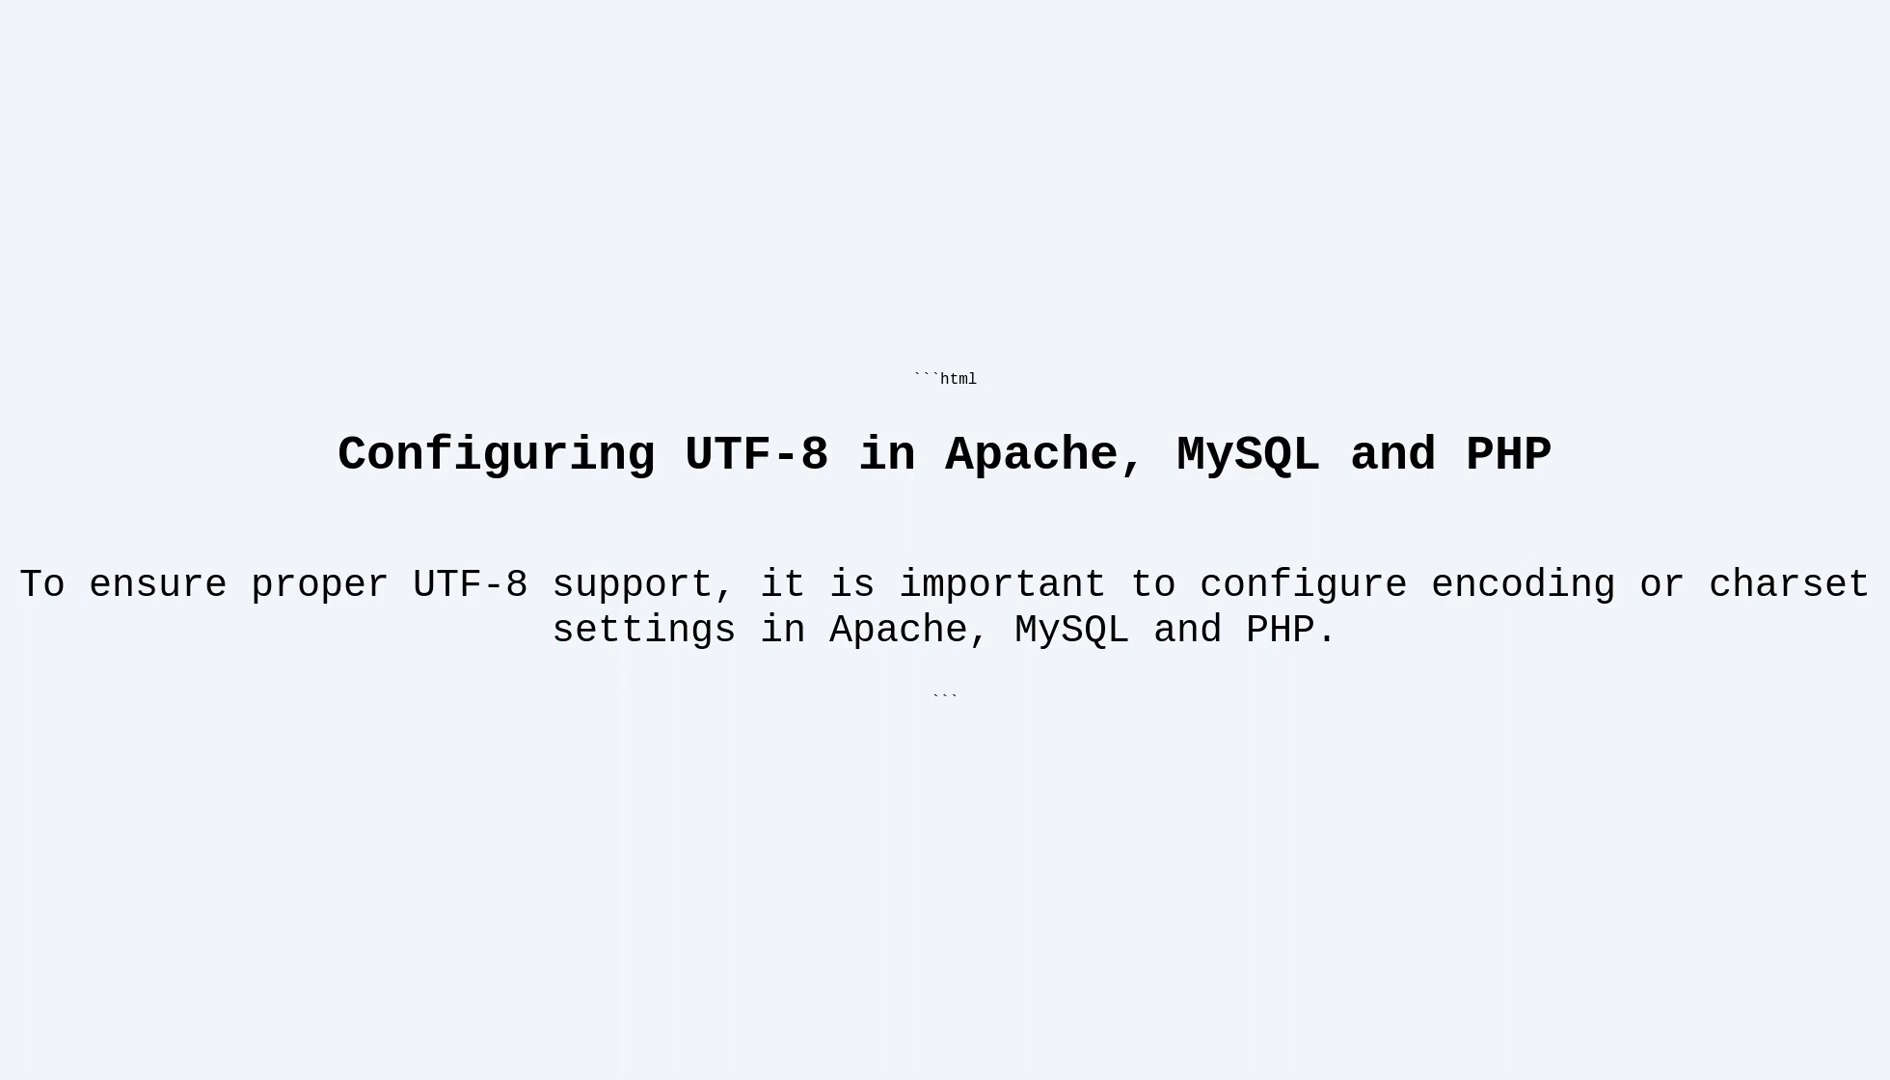 ```html
Configuring UTF-8 in Apache, MySQL and PHP
To ensure proper UTF-8 support, it is important to configure encoding or charset
settings in Apache, MySQL and PHP.
```